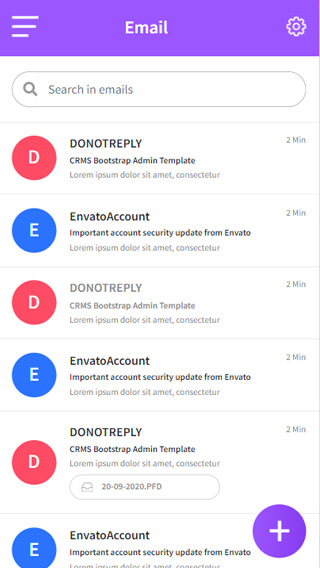 Email
Search in emails
D
DONOTREPLY
2 Min
CRMS Bootstrap Admin Template
Lorem ipsum dolor sit amet, consectetur
E
EnvatoAccount
2 Min
Important account security update from Envato
Lorem ipsum dolor sit amet, consectetur
D
DONOTREPLY
2 Min
CRMS Bootstrap Admin Template
Lorem ipsum dolor sit amet, consectetur
E
EnvatoAccount
2 Min
Important account security update from Envato
Lorem ipsum dolor sit amet, consectetur
D
DONOTREPLY
2 Min
CRMS Bootstrap Admin Template
Lorem ipsum dolor sit amet, consectetur
20-09-2020.PFD
E
EnvatoAccount
Important account security update from Envato
Lorem ipsum dolor sit amet, consectetur